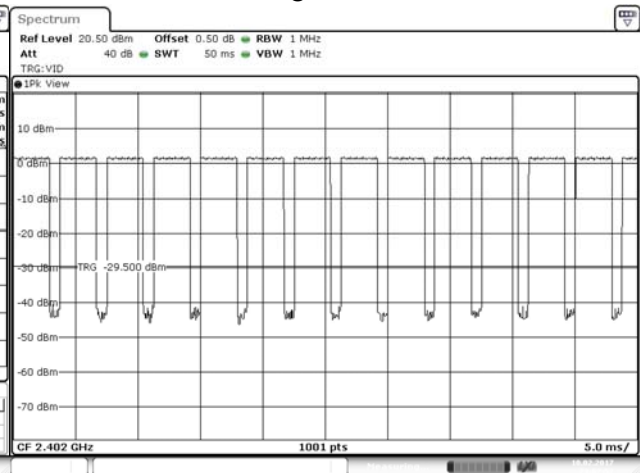 Spectrum
Ref Level 20.50 dBm Offset 0.50 dB RBW 1 MHz
Att 40 dB SWT 50 ms VBW 1 MHz
TRG:VID
1Pk View
10 dBm
0 dBm
-10 dBm
-20 dBm
-30 dBm
TRG -29.500 dBm
-40 dBm
-50 dBm
-60 dBm
-70 dBm
CF 2.402 GHz 1001 pts 5.0 ms/